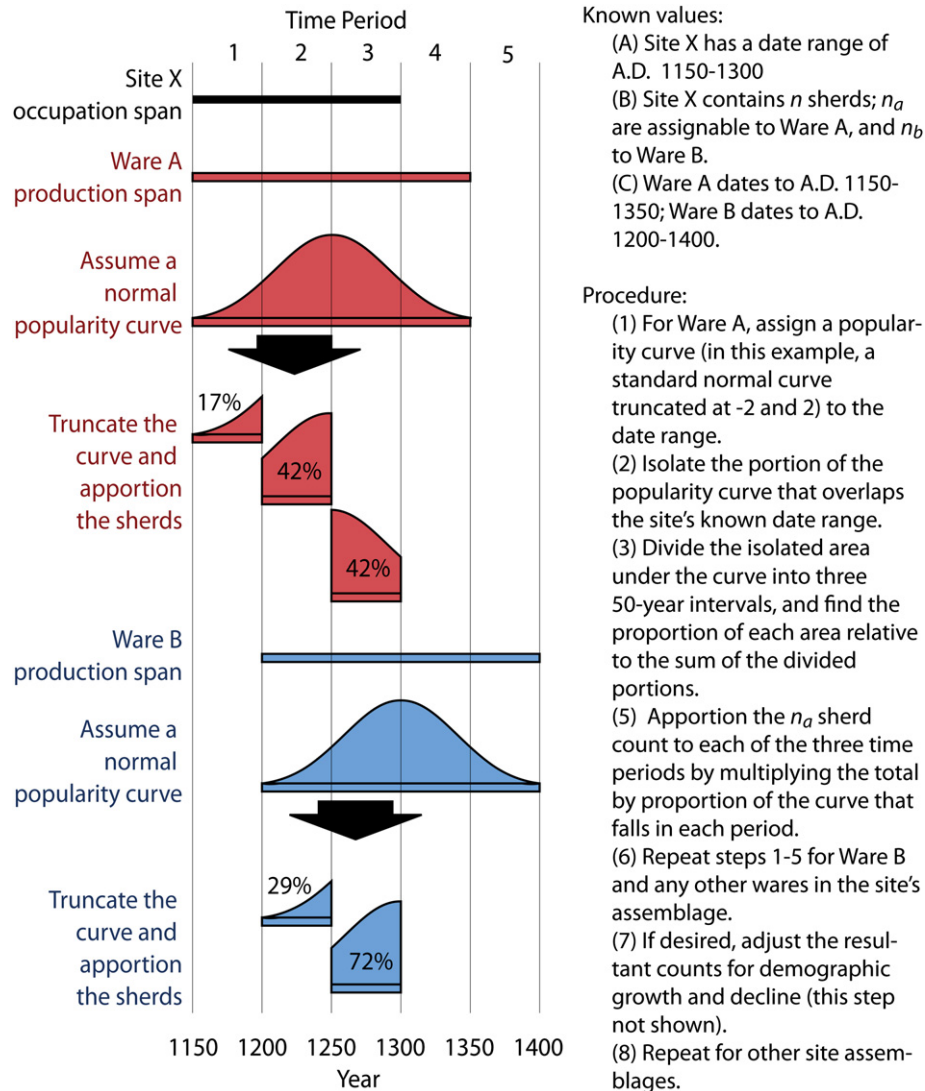 Time Period
1 2 3 4 5
Site X
occupation span
Ware A
production span
Assume a
normal
popularity curve
17%
Truncate the
curve and
apportion
the sherds
42%
42%
Ware B
production span
Assume a
normal
popularity curve
29%
Truncate the
curve and
apportion
the sherds
72%
1150 1200 1250 1300 1350 1400
Year
Known values:
(A) Site X has a date range of
A.D. 1150-1300
(B) Site X contains n sherds; na
are assignable to Ware A, and nb
to Ware B.
(C) Ware A dates to A.D. 1150-
1350; Ware B dates to A.D.
1200-1400.
Procedure:
(1) For Ware A, assign a popular-
ity curve (in this example, a
standard normal curve
truncated at -2 and 2) to the
date range.
(2) Isolate the portion of the
popularity curve that overlaps
the site's known date range.
(3) Divide the isolated area
under the curve into three
50-year intervals, and find the
proportion of each area relative
to the sum of the divided
portions.
(5) Apportion the na sherd
count to each of the three time
periods by multiplying the total
by proportion of the curve that
falls in each period.
(6) Repeat steps 1-5 for Ware B
and any other wares in the site's
assemblage.
(7) If desired, adjust the resul-
tant counts for demographic
growth and decline (this step
not shown).
(8) Repeat for other site assem-
blages.